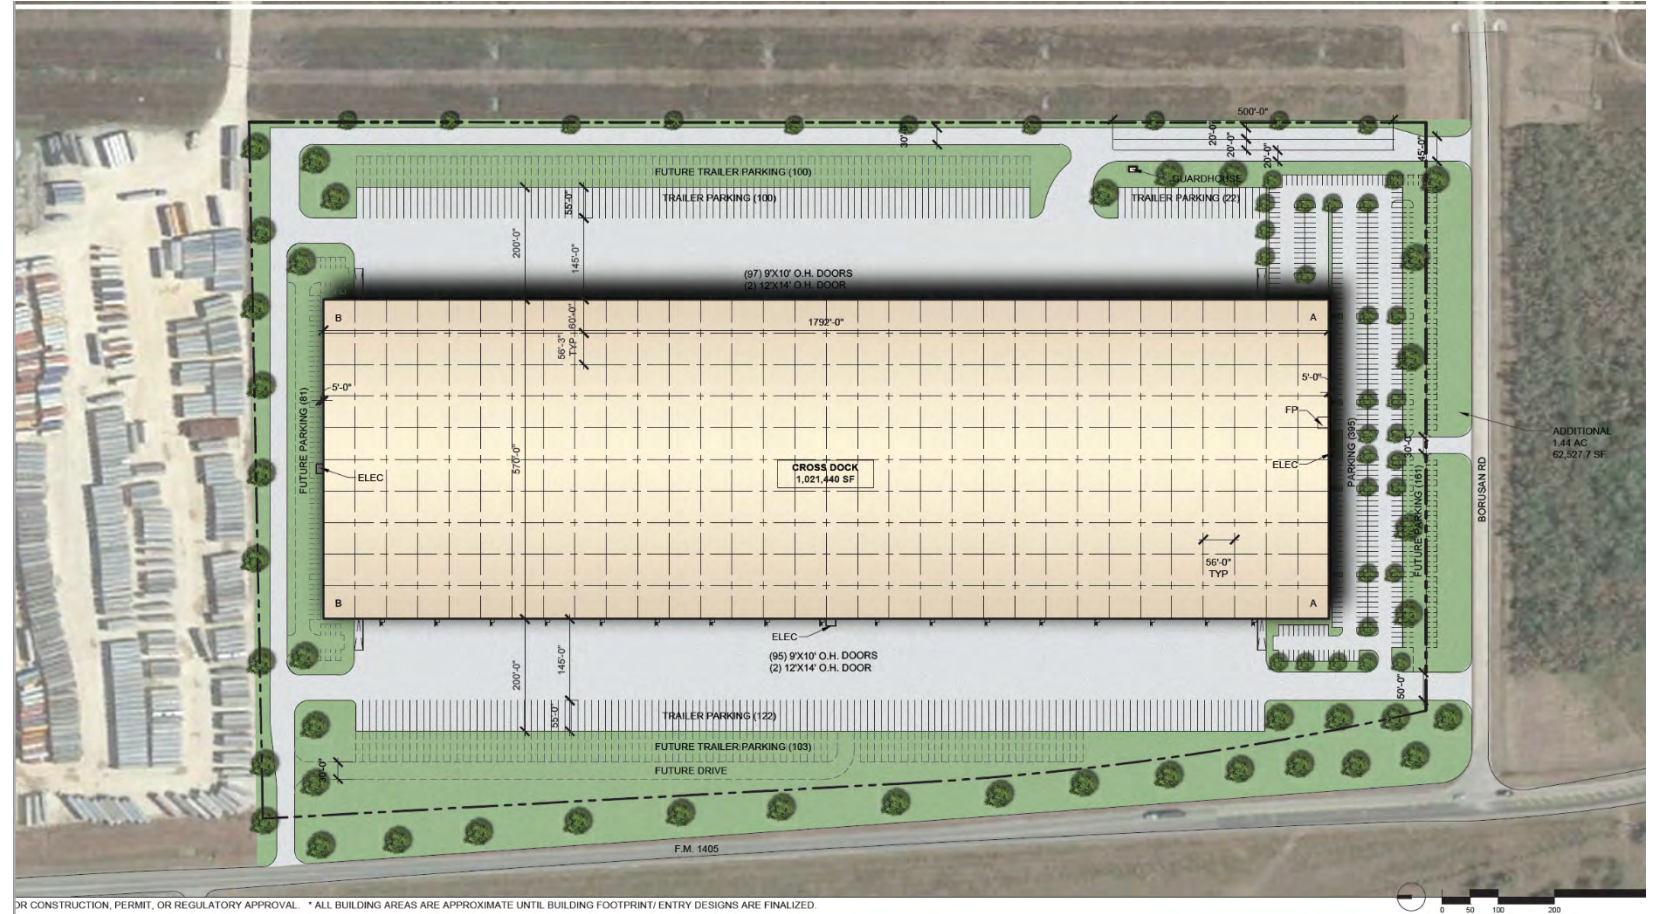 500'-0"
30'-0"
20'-0"
20'-0"
20'-0"
45'-0"
FUTURE TRAILER PARKING (100)
GUARDHOUSE
TRAILER PARKING (100)
TRAILER PARKING (22)
55'-0"
200'-0"
145'-0"
(97) 9'X10' O.H. DOORS
(2) 12'X14' O.H. DOOR
B
60'-0"
1792'-0"
A
56'-3"
TYP
5'-0"
5'-0"
FUTURE PARKING (81)
FP
PARKING (395)
ADDITIONAL
1.44 AC
62,527.7 SF
30'-0"
570'-0"
CROSS DOCK
1,021,440 SF
ELEC
ELEC
FUTURE PARKING (161)
BORUSAN RD
56'-0"
TYP
B
A
ELEC
(95) 9'X10' O.H. DOORS
(2) 12'X14' O.H. DOOR
200'-0"
145'-0"
50'-0"
55'-0"
TRAILER PARKING (122)
FUTURE TRAILER PARKING (103)
FUTURE DRIVE
30'-0"
F.M. 1405
OR CONSTRUCTION, PERMIT, OR REGULATORY APPROVAL. * ALL BUILDING AREAS ARE APPROXIMATE UNTIL BUILDING FOOTPRINT/ ENTRY DESIGNS ARE FINALIZED.
0 50 100 200